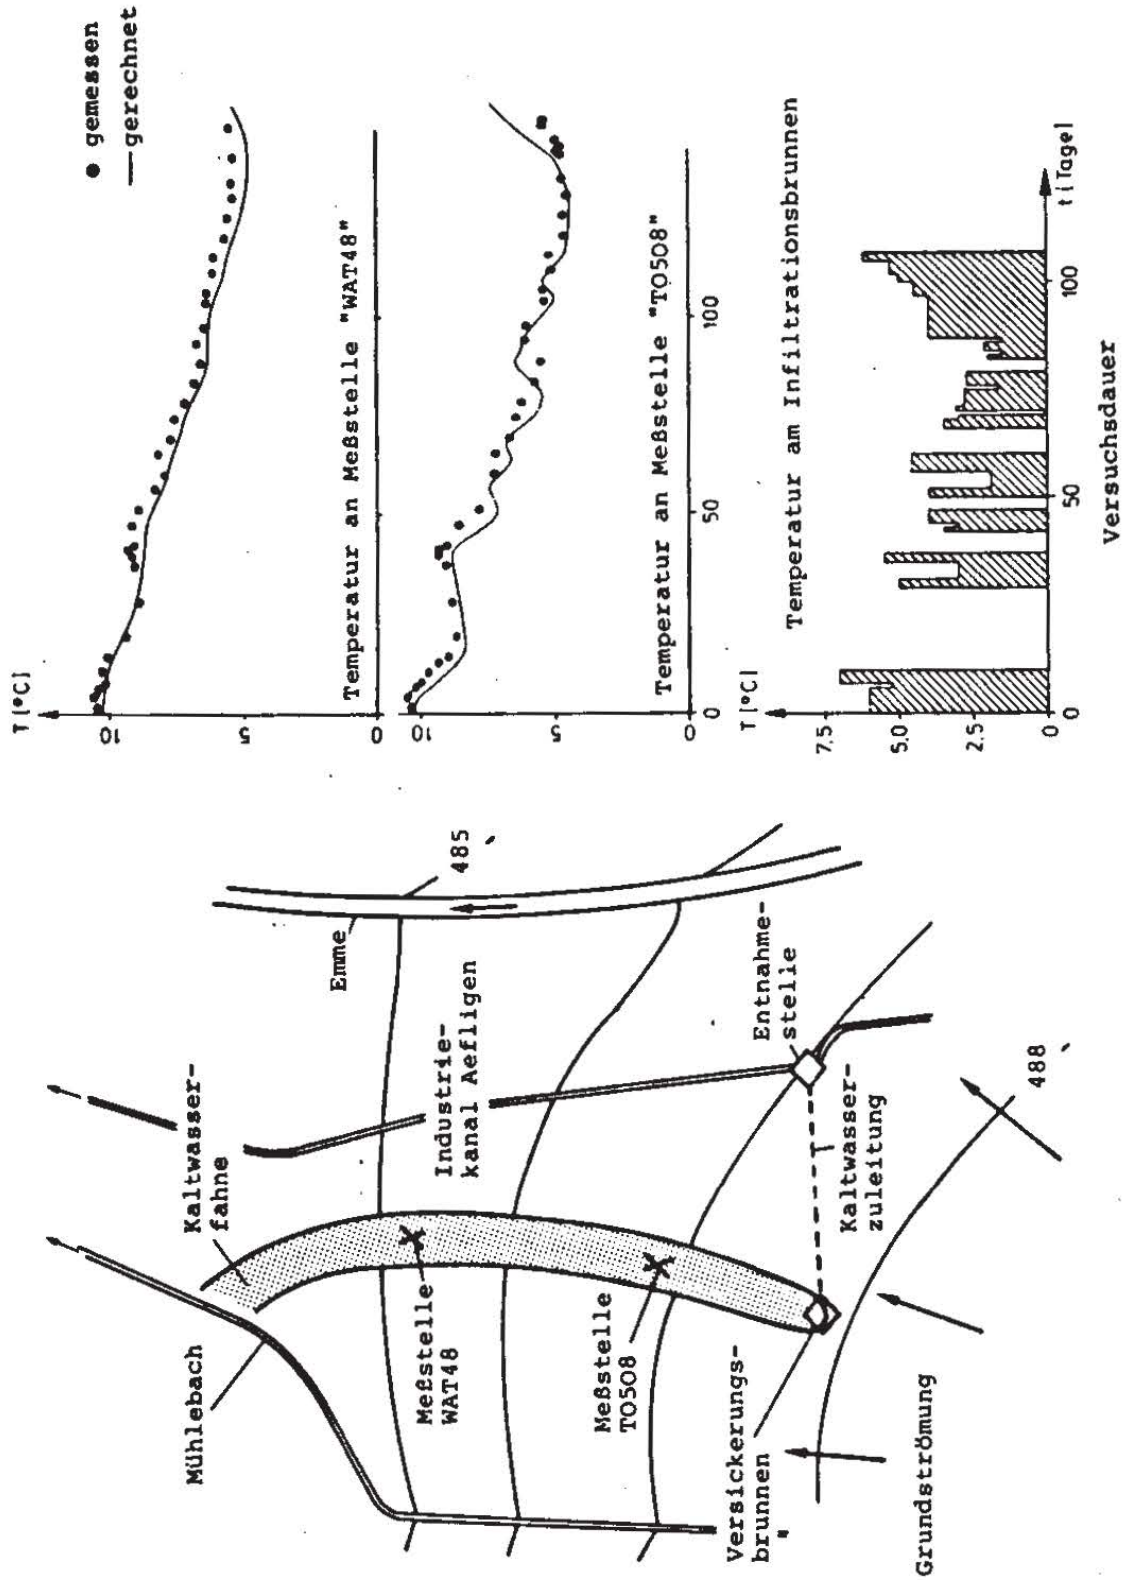 Mühlebach
Kaltwasser-
fahne
Emme
485
Industrie-
kanal Aefligen
Meßstelle
WAT48
Meßstelle
TO508
Versickerungs-
brunnen
Entnahme-
stelle
Kaltwasser-
zuleitung
488
Grundströmung
● gemessen
— gerechnet
T [°C]
10
5
0
Temperatur an Meßstelle "WAT48"
10
5
0
Temperatur an Meßstelle "TO508"
0
50
100
T [°C]
Temperatur am Infiltrationsbrunnen
7.5
5.0
2.5
0
0
50
100
t [Tage]
Versuchsdauer